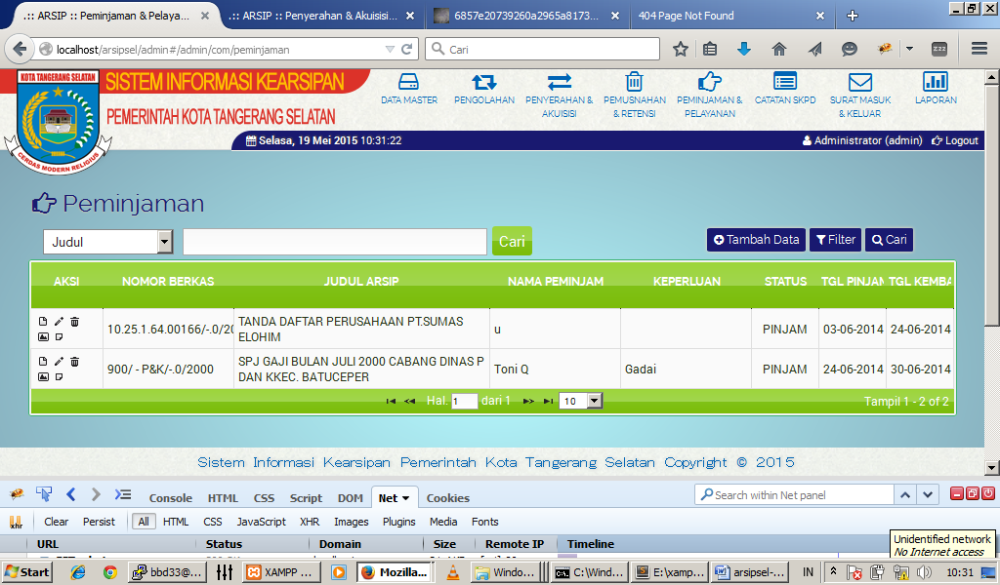 .:: ARSIP :: Peminjaman & Pelaya...
.:: ARSIP :: Penyerahan & Akuisisi...
6857e20739260a2965a8173...
404 Page Not Found
localhost/arsipsel/admin#/admin/com/peminjaman
Cari
KOTA TANGERANG SELATAN
CERDAS MODERN RELIGIUS
SISTEM INFORMASI KEARSIPAN
PEMERINTAH KOTA TANGERANG SELATAN
DATA MASTER
PENGOLAHAN
PENYERAHAN &
AKUISISI
PEMUSNAHAN
& RETENSI
PEMINJAMAN &
PELAYANAN
CATATAN SKPD
SURAT MASUK
& KELUAR
LAPORAN
Selasa, 19 Mei 2015 10:31:22
Administrator (admin) Logout
Peminjaman
Judul
Cari
Tambah Data
Filter
Cari
AKSI NOMOR BERKAS JUDUL ARSIP NAMA PEMINJAM KEPERLUAN STATUS TGL PINJAM TGL KEMBA
10.25.1.64.00166/-.0/20 TANDA DAFTAR PERUSAHAAN PT.SUMAS
ELOHIM
u PINJAM 03-06-2014 24-06-2014
900/ - P&K/-.0/2000 SPJ GAJI BULAN JULI 2000 CABANG DINAS P
DAN KKEC. BATUCEPER
Toni Q Gadai PINJAM 24-06-2014 30-06-2014
Hal. 1 dari 1 10
Tampil 1 - 2 of 2
Sistem Informasi Kearsipan Pemerintah Kota Tangerang Selatan Copyright © 2015
Console HTML CSS Script DOM Net Cookies
Search within Net panel
xhr Clear Persist All HTML CSS JavaScript XHR Images Plugins Media Fonts
URL Status Domain Size Remote IP Timeline
Unidentified network
No Internet access
Start
bbd33@...
XAMPP ...
Mozilla...
Windo...
C:\Wind...
E:\xamp...
arsipsel-...
IN
10:31